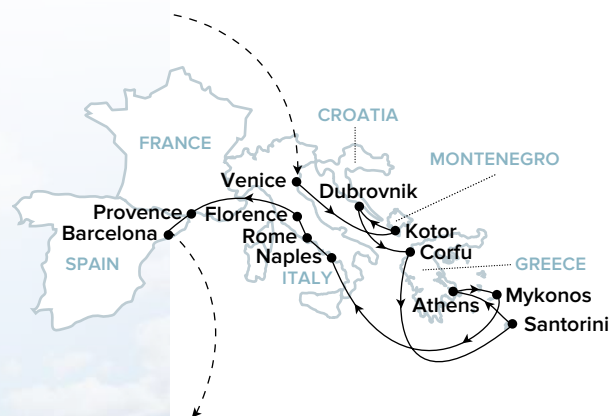 CROATIA
FRANCE
MONTENEGRO
Venice
Dubrovnik
Provence
Florence
Barcelona
Rome
Kotor
Naples
Corfu
SPAIN
ITALY
GREECE
Athens
Mykonos
Santorini